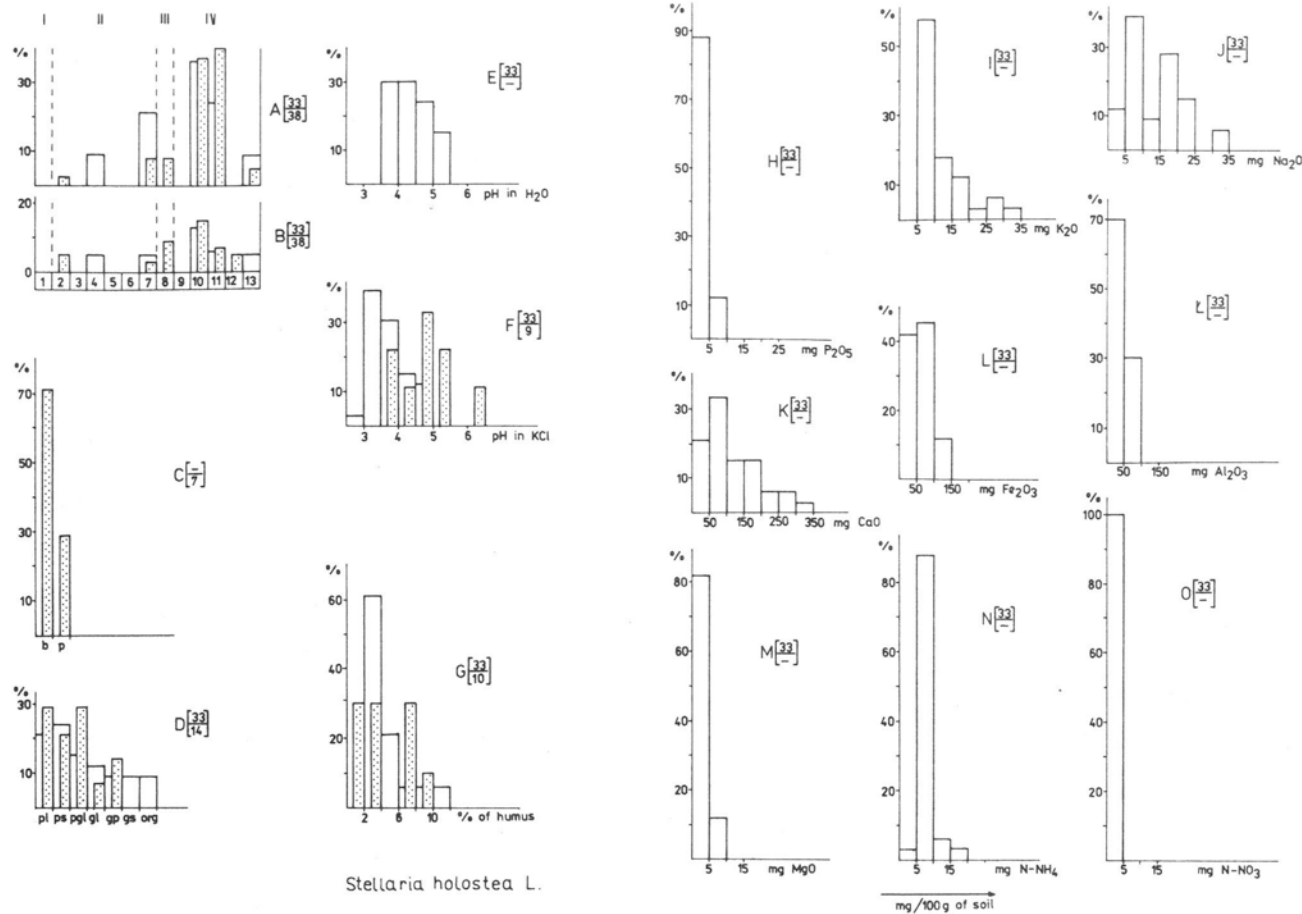 I II III IV
%
30
20
10
A[33/38]
20
10
0
B[33/38]
1 2 3 4 5 6 7 8 9 10 11 12 13
%
70
50
30
10
C[–/7]
b p
%
30
10
D[33/14]
pl ps pgl gl gp gs org
%
30
10
E[33/–]
3 4 5 6 pH in H₂O
%
30
10
F[33/9]
3 4 5 6 pH in KCl
%
60
40
20
G[33/10]
2 6 10 % of humus
Stellaria holostea L.
%
90
70
50
30
10
H[33/–]
5 15 25 mg P₂O₅
%
50
30
10
I[33/–]
5 15 25 35 mg K₂O
%
30
10
J[33/–]
5 15 25 35 mg Na₂O
%
30
10
K[33/–]
50 150 250 350 mg CaO
%
40
20
L[33/–]
50 150 mg Fe₂O₃
%
70
50
30
10
Ł[33/–]
50 150 mg Al₂O₃
%
80
60
40
20
M[33/–]
5 15 mg MgO
%
80
60
40
20
N[33/–]
5 15 mg N-NH₄
%
100
80
60
40
20
O[33/–]
5 15 mg N-NO₃
mg/100g of soil